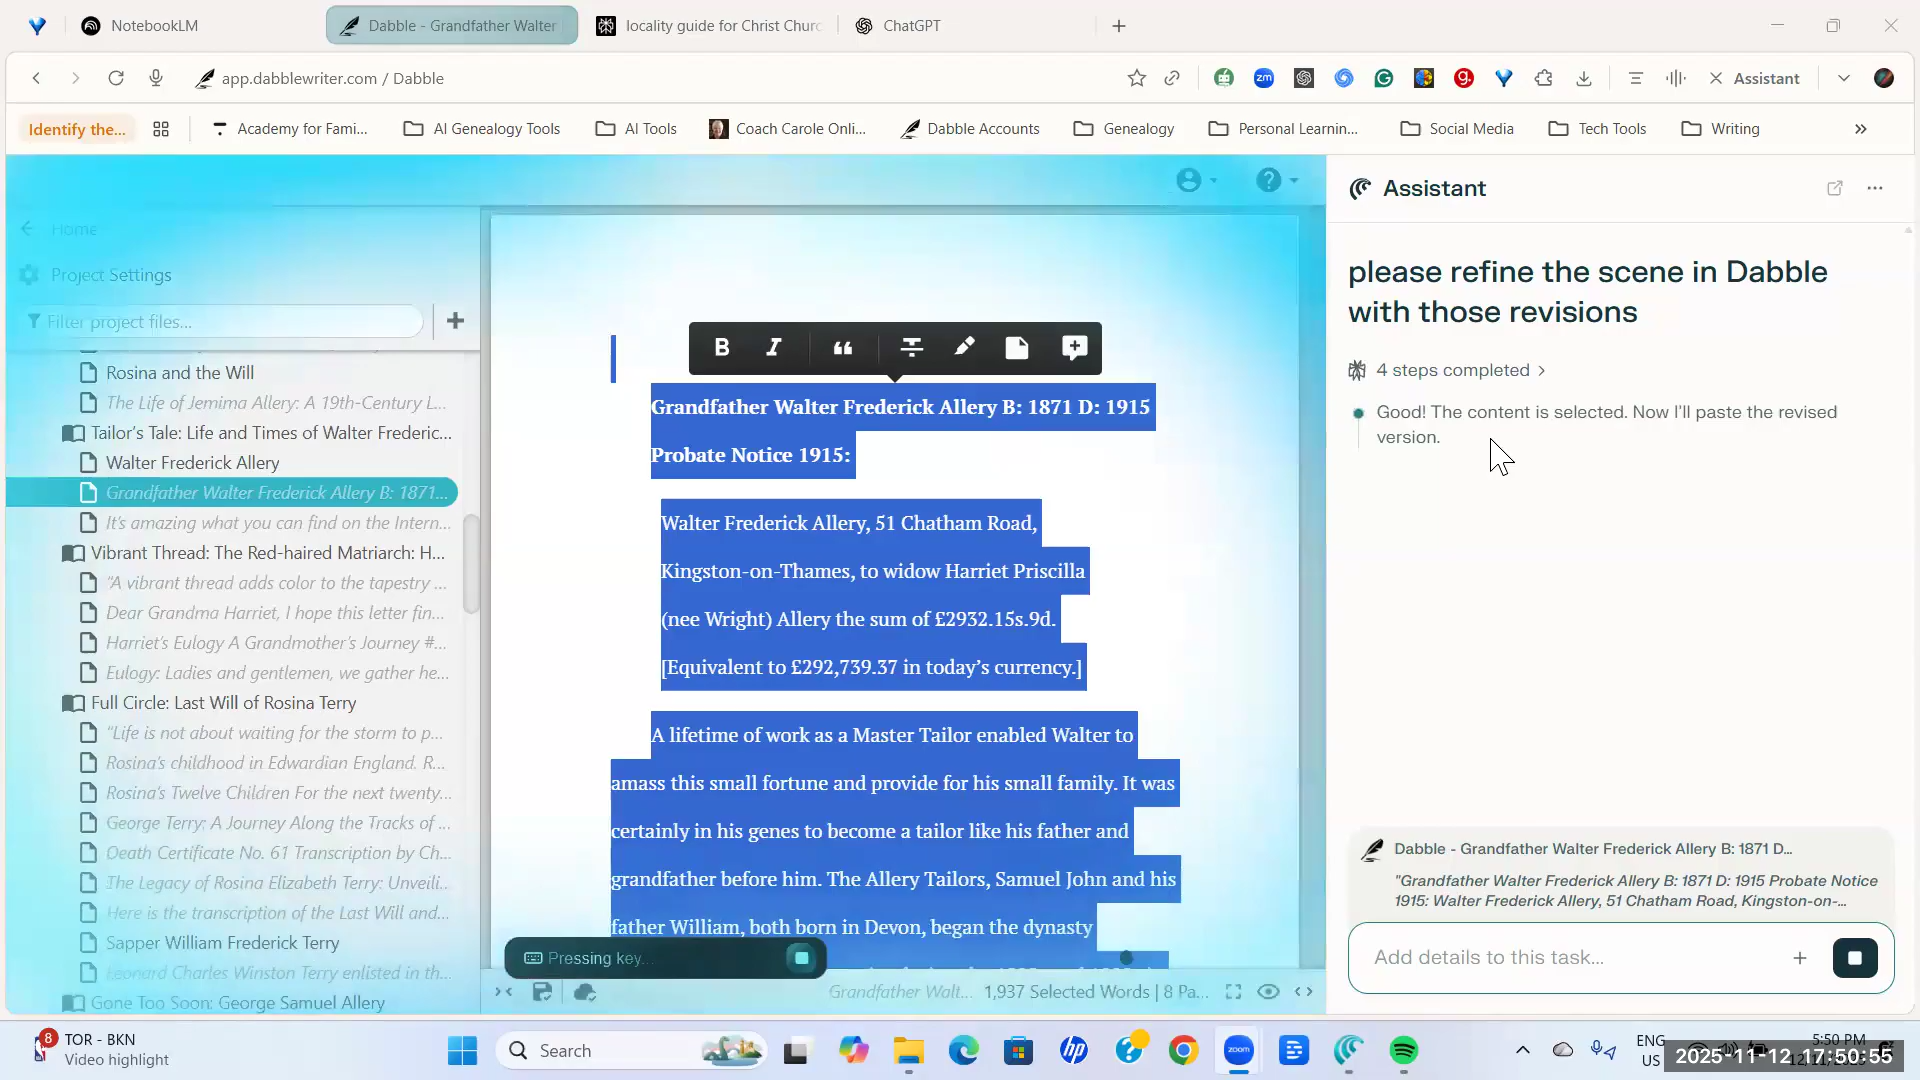 NotebookLM
Dabble - Grandfather Walter
locality guide for Christ Churc
ChatGPT
app.dabblewriter.com / Dabble
Assistant
Identify the...
Academy for Fami...
AI Genealogy Tools
AI Tools
Coach Carole Onli...
Dabble Accounts
Genealogy
Personal Learnin...
Social Media
Tech Tools
Writing
Home
Project Settings
Filter project files...
Rosina and the Will
The Life of Jemima Allery: A 19th-Century L...
Tailor's Tale: Life and Times of Walter Frederic...
Walter Frederick Allery
Grandfather Walter Frederick Allery B: 1871...
It's amazing what you can find on the Intern...
Vibrant Thread: The Red-haired Matriarch: H...
"A vibrant thread adds color to the tapestry ...
Dear Grandma Harriet, I hope this letter fin...
Harriet's Eulogy A Grandmother's Journey #...
Eulogy: Ladies and gentlemen, we gather he...
Full Circle: Last Will of Rosina Terry
"Life is not about waiting for the storm to p...
Rosina's childhood in Edwardian England. R...
Rosina's Twelve Children For the next twenty...
George Terry: A Journey Along the Tracks of ...
Death Certificate No. 61 Transcription by Ch...
The Legacy of Rosina Elizabeth Terry: Unveili...
Here is the transcription of the Last Will and...
Sapper William Frederick Terry
Leonard Charles Winston Terry enlisted in th...
Gone Too Soon: George Samuel Allery
B I
Grandfather Walter Frederick Allery B: 1871 D: 1915
Probate Notice 1915:
Walter Frederick Allery, 51 Chatham Road,
Kingston-on-Thames, to widow Harriet Priscilla
(nee Wright) Allery the sum of £2932.15s.9d.
[Equivalent to £292,739.37 in today's currency.]
A lifetime of work as a Master Tailor enabled Walter to
amass this small fortune and provide for his small family. It was
certainly in his genes to become a tailor like his father and
grandfather before him. The Allery Tailors, Samuel John and his
father William, both born in Devon, began the dynasty
Pressing key...
Grandfather Walt...
1,937 Selected Words | 8 Pa...
Assistant
please refine the scene in Dabble
with those revisions
4 steps completed
Good! The content is selected. Now I'll paste the revised
version.
Dabble - Grandfather Walter Frederick Allery B: 1871 D...
"Grandfather Walter Frederick Allery B: 1871 D: 1915 Probate Notice
1915: Walter Frederick Allery, 51 Chatham Road, Kingston-on-...
Add details to this task...
8
TOR - BKN
Video highlight
Search
zoom
ENG
US
5:50 PM
2025-11-12 17:50:55